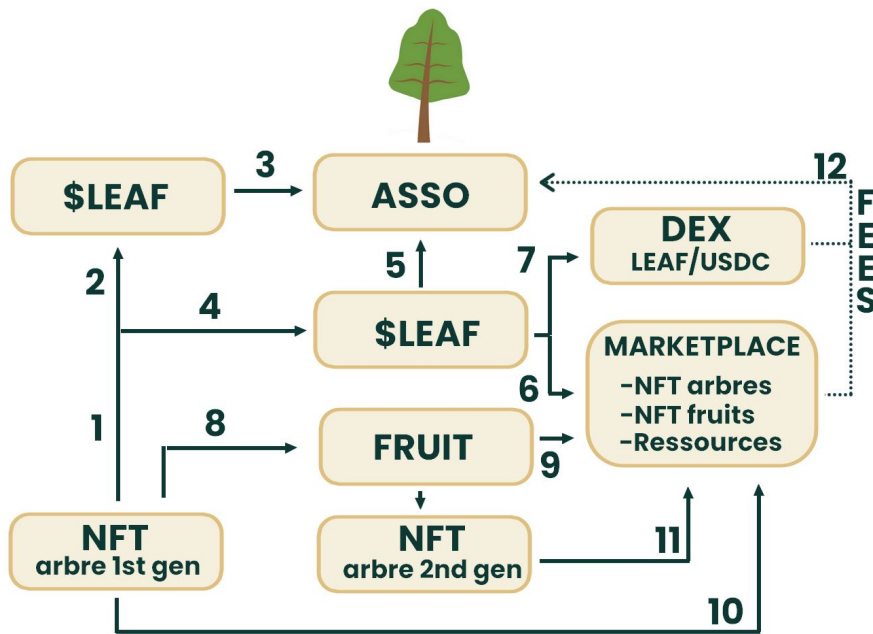 12
3
$LEAF
ASSO
FEES
DEX
LEAF/USDC
7
5
2
4
$LEAF
MARKETPLACE
-NFT arbres
-NFT fruits
-Ressources
6
1
8
FRUIT
9
NFT
arbre 1st gen
NFT
arbre 2nd gen
11
10